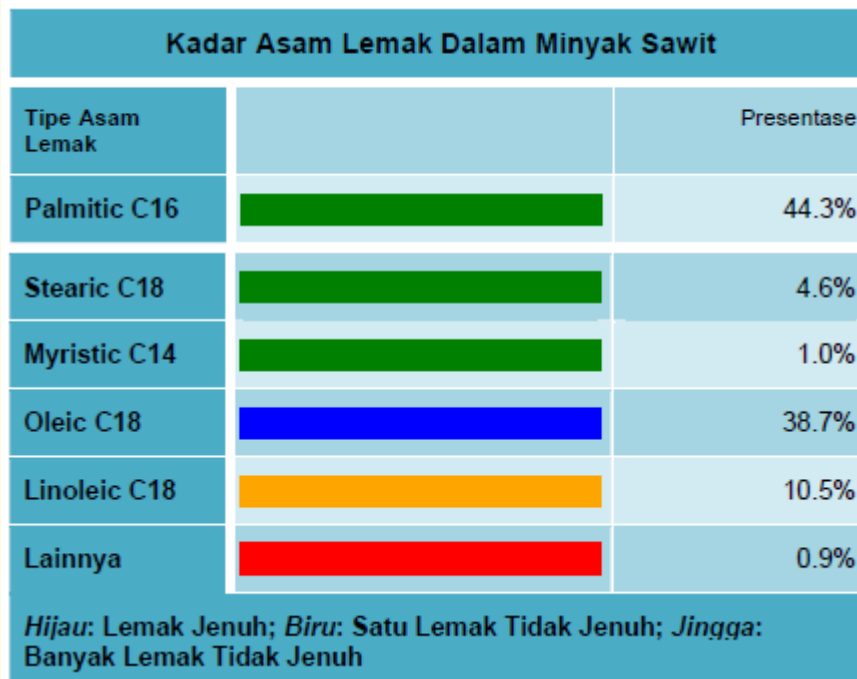 Kadar Asam Lemak Dalam Minyak Sawit
Tipe Asam
Lemak
Presentase
Palmitic C16
44.3%
Stearic C18
4.6%
Myristic C14
1.0%
Oleic C18
38.7%
Linoleic C18
10.5%
Lainnya
0.9%
Hijau: Lemak Jenuh; Biru: Satu Lemak Tidak Jenuh; Jingga:
Banyak Lemak Tidak Jenuh